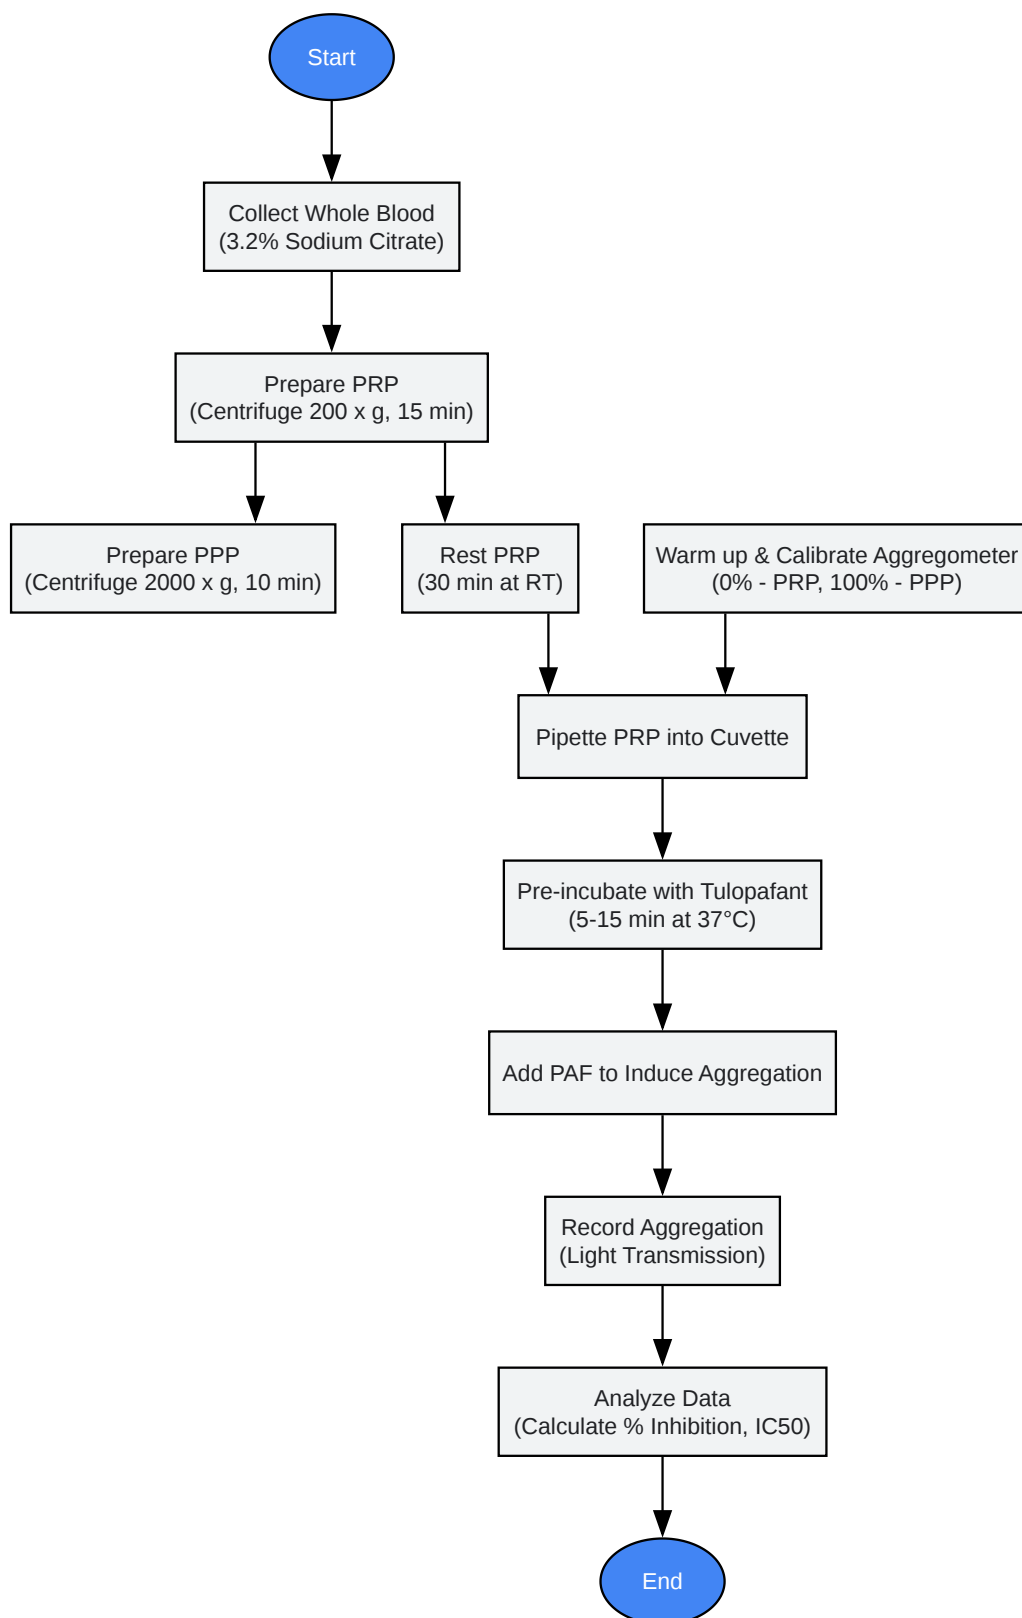 Start
Collect Whole Blood
(3.2% Sodium Citrate)
Prepare PRP
(Centrifuge 200 x g, 15 min)
Prepare PPP
(Centrifuge 2000 x g, 10 min)
Rest PRP
(30 min at RT)
Warm up & Calibrate Aggregometer
(0% - PRP, 100% - PPP)
Pipette PRP into Cuvette
Pre-incubate with Tulopafant
(5-15 min at 37°C)
Add PAF to Induce Aggregation
Record Aggregation
(Light Transmission)
Analyze Data
(Calculate % Inhibition, IC50)
End